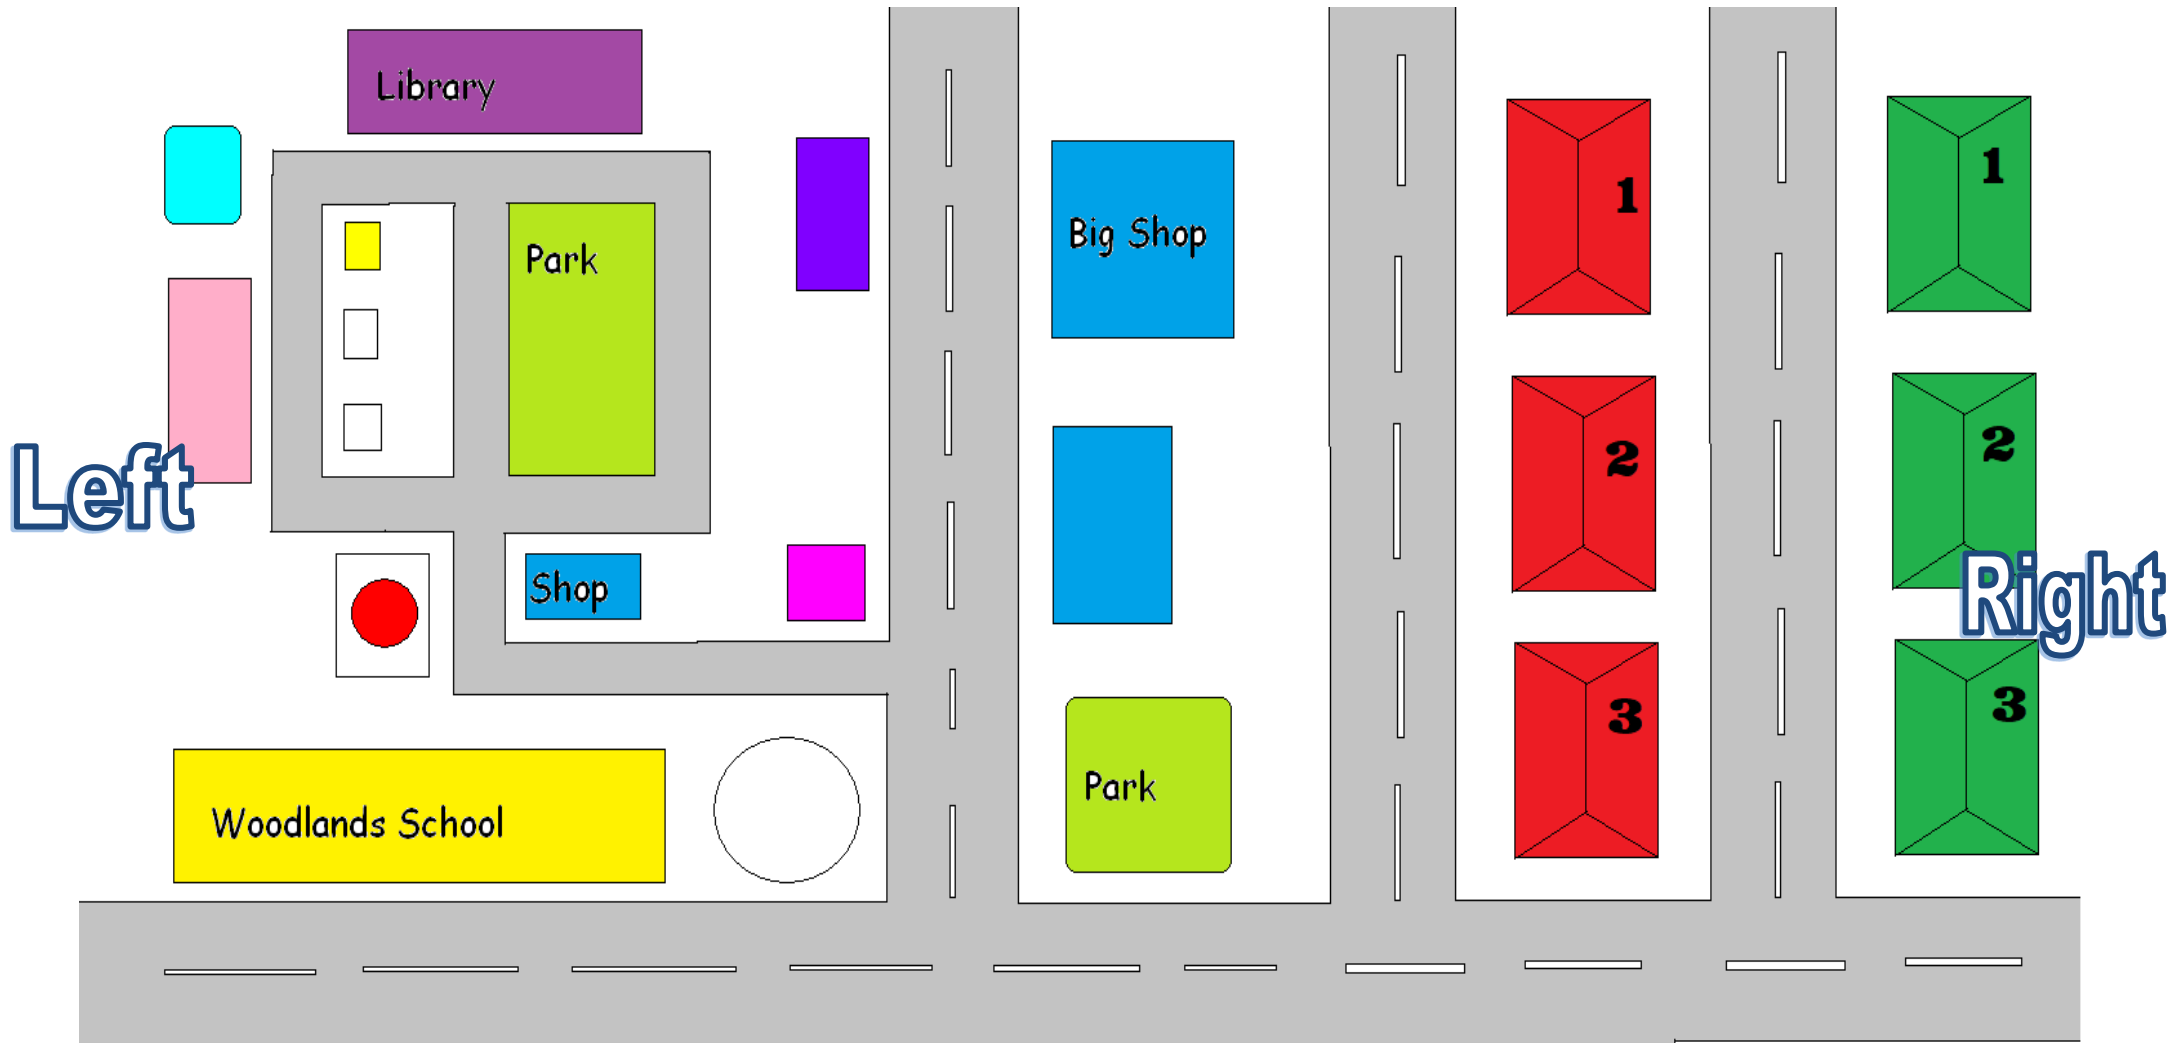 Library
1
1
Park
Big Shop
Left
2
2
Shop
Right
3
3
Park
Woodlands School